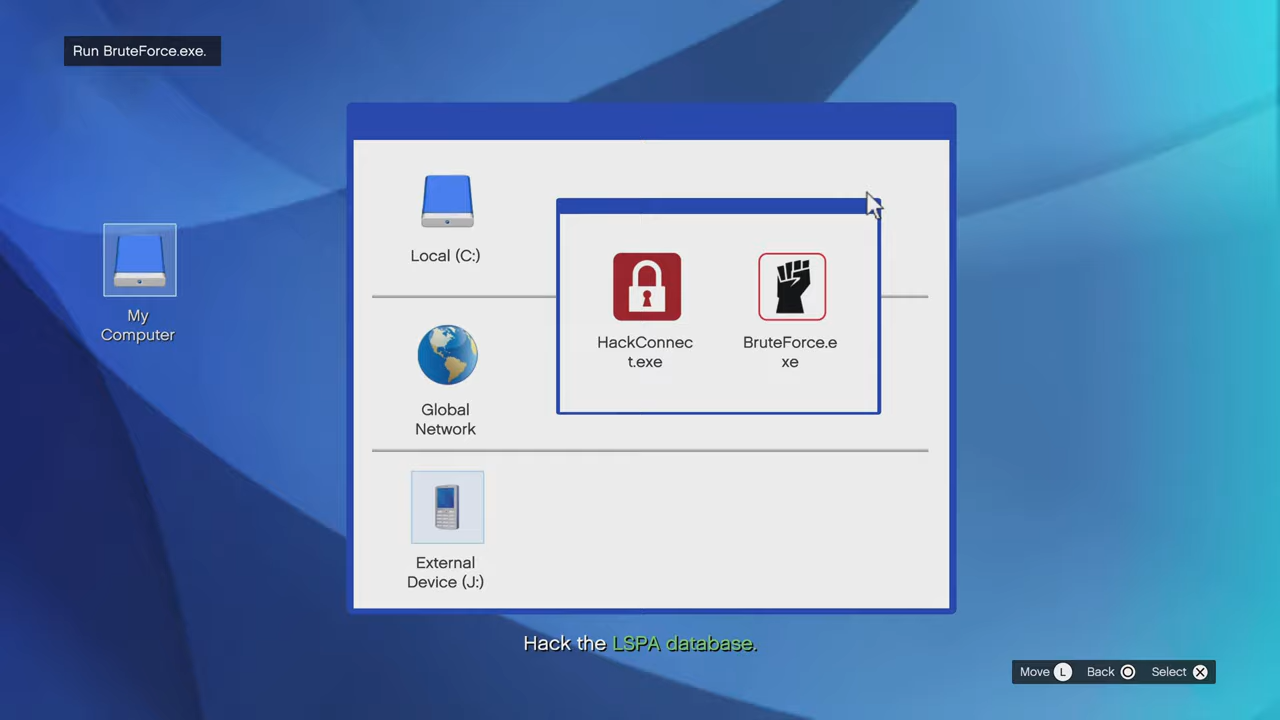 Run BruteForce.exe.
Local (C:)
HackConnec
t.exe
BruteForce.e
xe
My
Computer
Global
Network
External
Device (J:)
Hack the LSPA database.
Move L Back Select